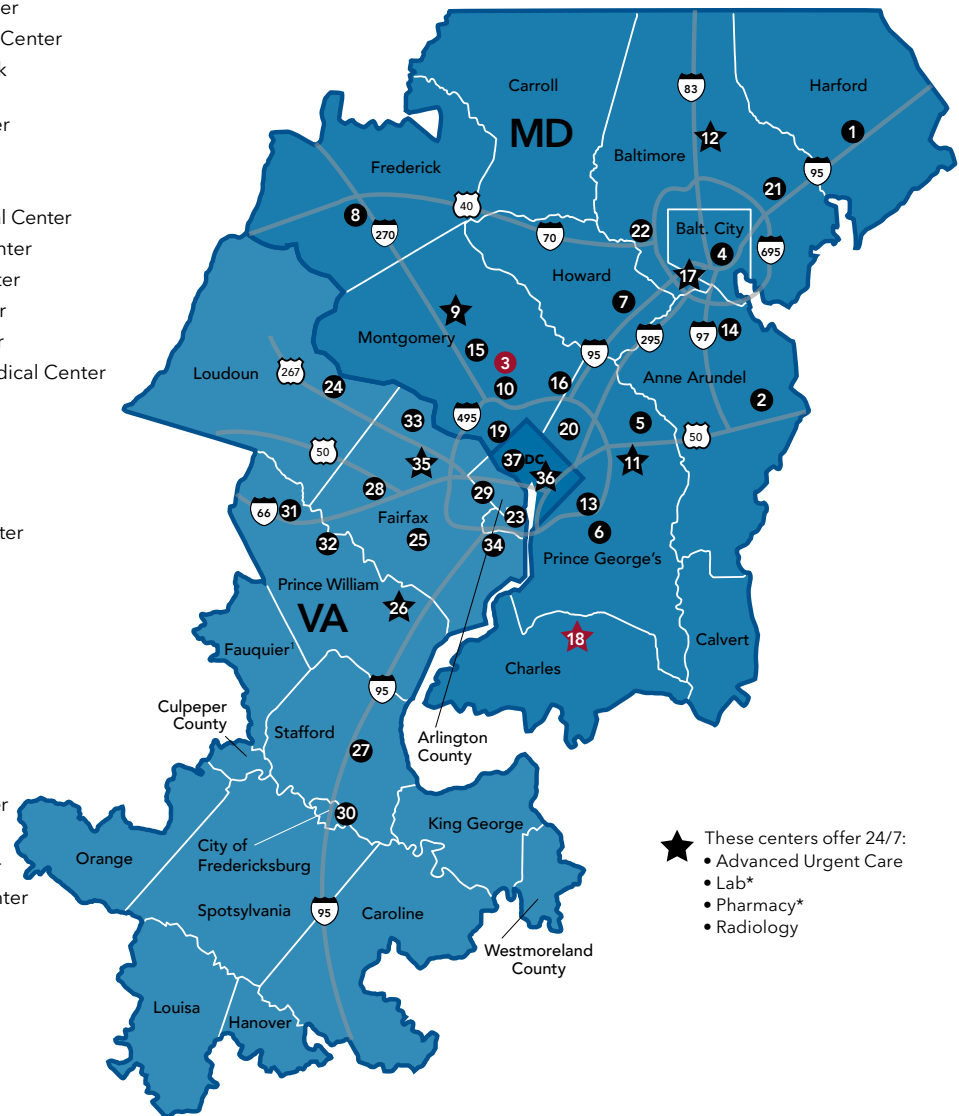 er
Center
k
er
al Center
enter
ter
r
r
dical Center
ter
er
r
nter
83
Carroll
Harford
MD
12
1
Baltimore
95
Frederick
21
40
8
270
70
22
Balt. City
4
695
Howard
17
7
9
97
14
Montgomery
295
15
3
95
267
Loudoun
24
10
16
Anne Arundel
2
33
495
5
19
20
50
50
35
37
DC
11
36
28
29
66
31
13
Fairfax
23
25
6
32
34
Prince George's
Prince William
26
VA
18
Calvert
Fauquier¹
Charles
95
Culpeper
County
Stafford
Arlington
County
27
30
King George
City of
Fredericksburg
Orange
Spotsylvania
95
Caroline
Westmoreland
County
Louisa
Hanover
These centers offer 24/7:
• Advanced Urgent Care
• Lab*
• Pharmacy*
• Radiology